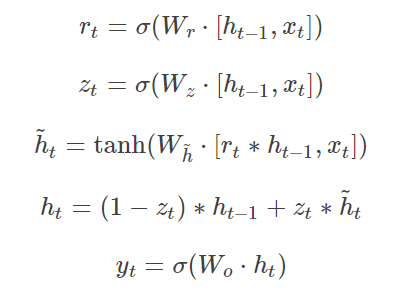 r_t = σ(W_r · [h_{t−1}, x_t])
z_t = σ(W_z · [h_{t−1}, x_t])
h̃_t = tanh(W_h̃ · [r_t * h_{t−1}, x_t])
h_t = (1 − z_t) * h_{t−1} + z_t * h̃_t
y_t = σ(W_o · h_t)